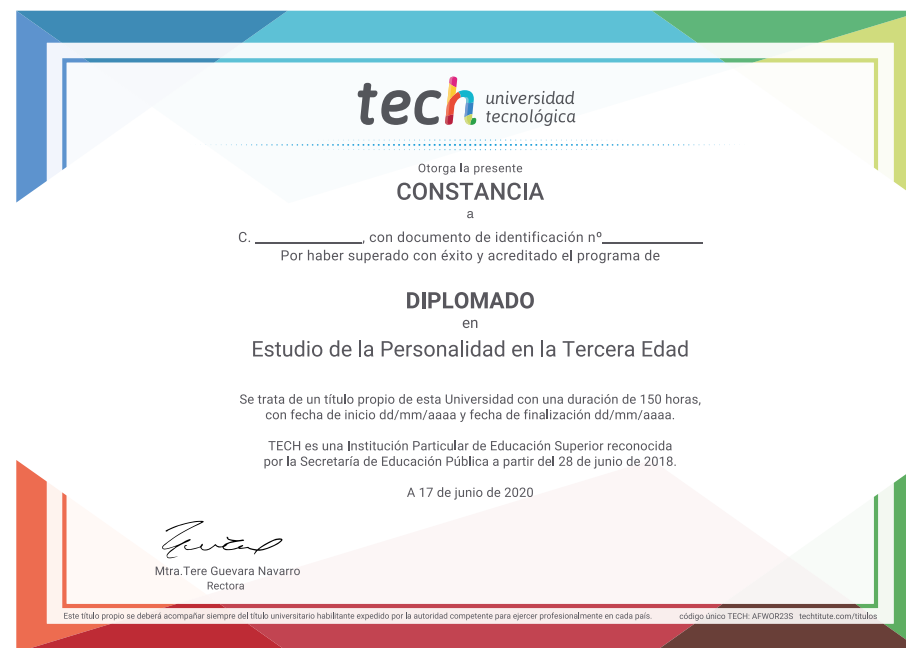 tech universidad
tecnológica
Otorga la presente
CONSTANCIA
a
C. ______________, con documento de identificación nº_____________
Por haber superado con éxito y acreditado el programa de
DIPLOMADO
en
Estudio de la Personalidad en la Tercera Edad
Se trata de un título propio de esta Universidad con una duración de 150 horas,
con fecha de inicio dd/mm/aaaa y fecha de finalización dd/mm/aaaa.
TECH es una Institución Particular de Educación Superior reconocida
por la Secretaría de Educación Pública a partir del 28 de junio de 2018.
A 17 de junio de 2020
Mtra.Tere Guevara Navarro
Rectora
Este título propio se deberá acompañar siempre del título universitario habilitante expedido por la autoridad competente para ejercer profesionalmente en cada país. código único TECH: AFWOR23S techtitute.com/titulos